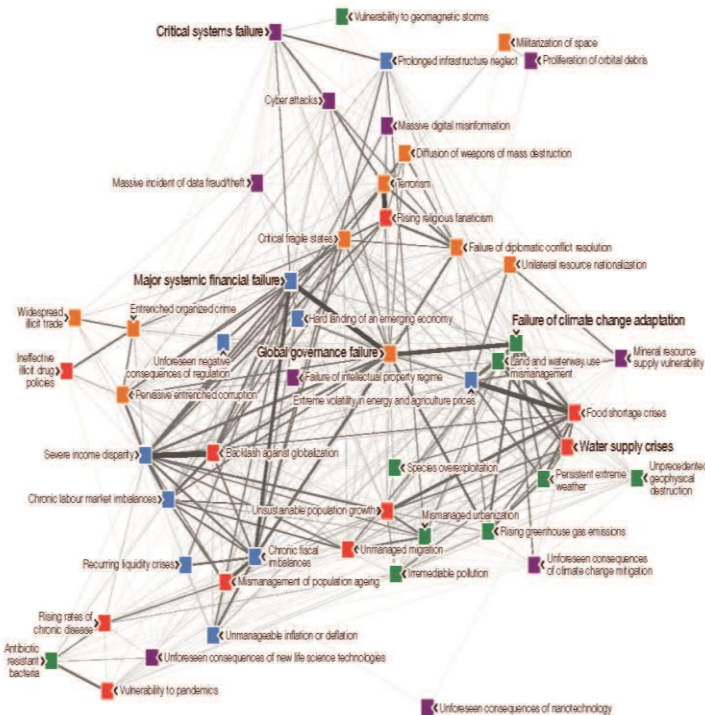 Vulnerability to geomagnetic storms
Critical systems failure
Militarization of space
Prolonged infrastructure neglect
Proliferation of orbital debris
Cyber attacks
Massive digital misinformation
Diffusion of weapons of mass destruction
Massive incident of data fraud/theft
Terrorism
Rising religious fanaticism
Critical fragile states
Failure of diplomatic conflict resolution
Unilateral resource nationalization
Major systemic financial failure
Widespread
illicit trade
Entrenched organized crime
Hard landing of an emerging economy
Failure of climate change adaptation
Ineffective
illicit drug
policies
Unforeseen negative
consequences of regulation
Global governance failure
Land and waterway use
mismanagement
Mineral resource
supply vulnerability
Failure of intellectual property regime
Pervasive entrenched corruption
Extreme volatility in energy and agriculture prices
Food shortage crises
Severe income disparity
Backlash against globalization
Water supply crises
Species overexploitation
Persistent extreme
weather
Unprecedented
geophysical
destruction
Chronic labour market imbalances
Unsustainable population growth
Mismanaged urbanization
Rising greenhouse gas emissions
Recurring liquidity crises
Chronic fiscal
imbalances
Unmanaged migration
Unforeseen consequences
of climate change mitigation
Mismanagement of population ageing
Irremediable pollution
Rising rates of
chronic disease
Unmanageable inflation or deflation
Antibiotic
resistant
bacteria
Unforeseen consequences of new life science technologies
Vulnerability to pandemics
Unforeseen consequences of nanotechnology